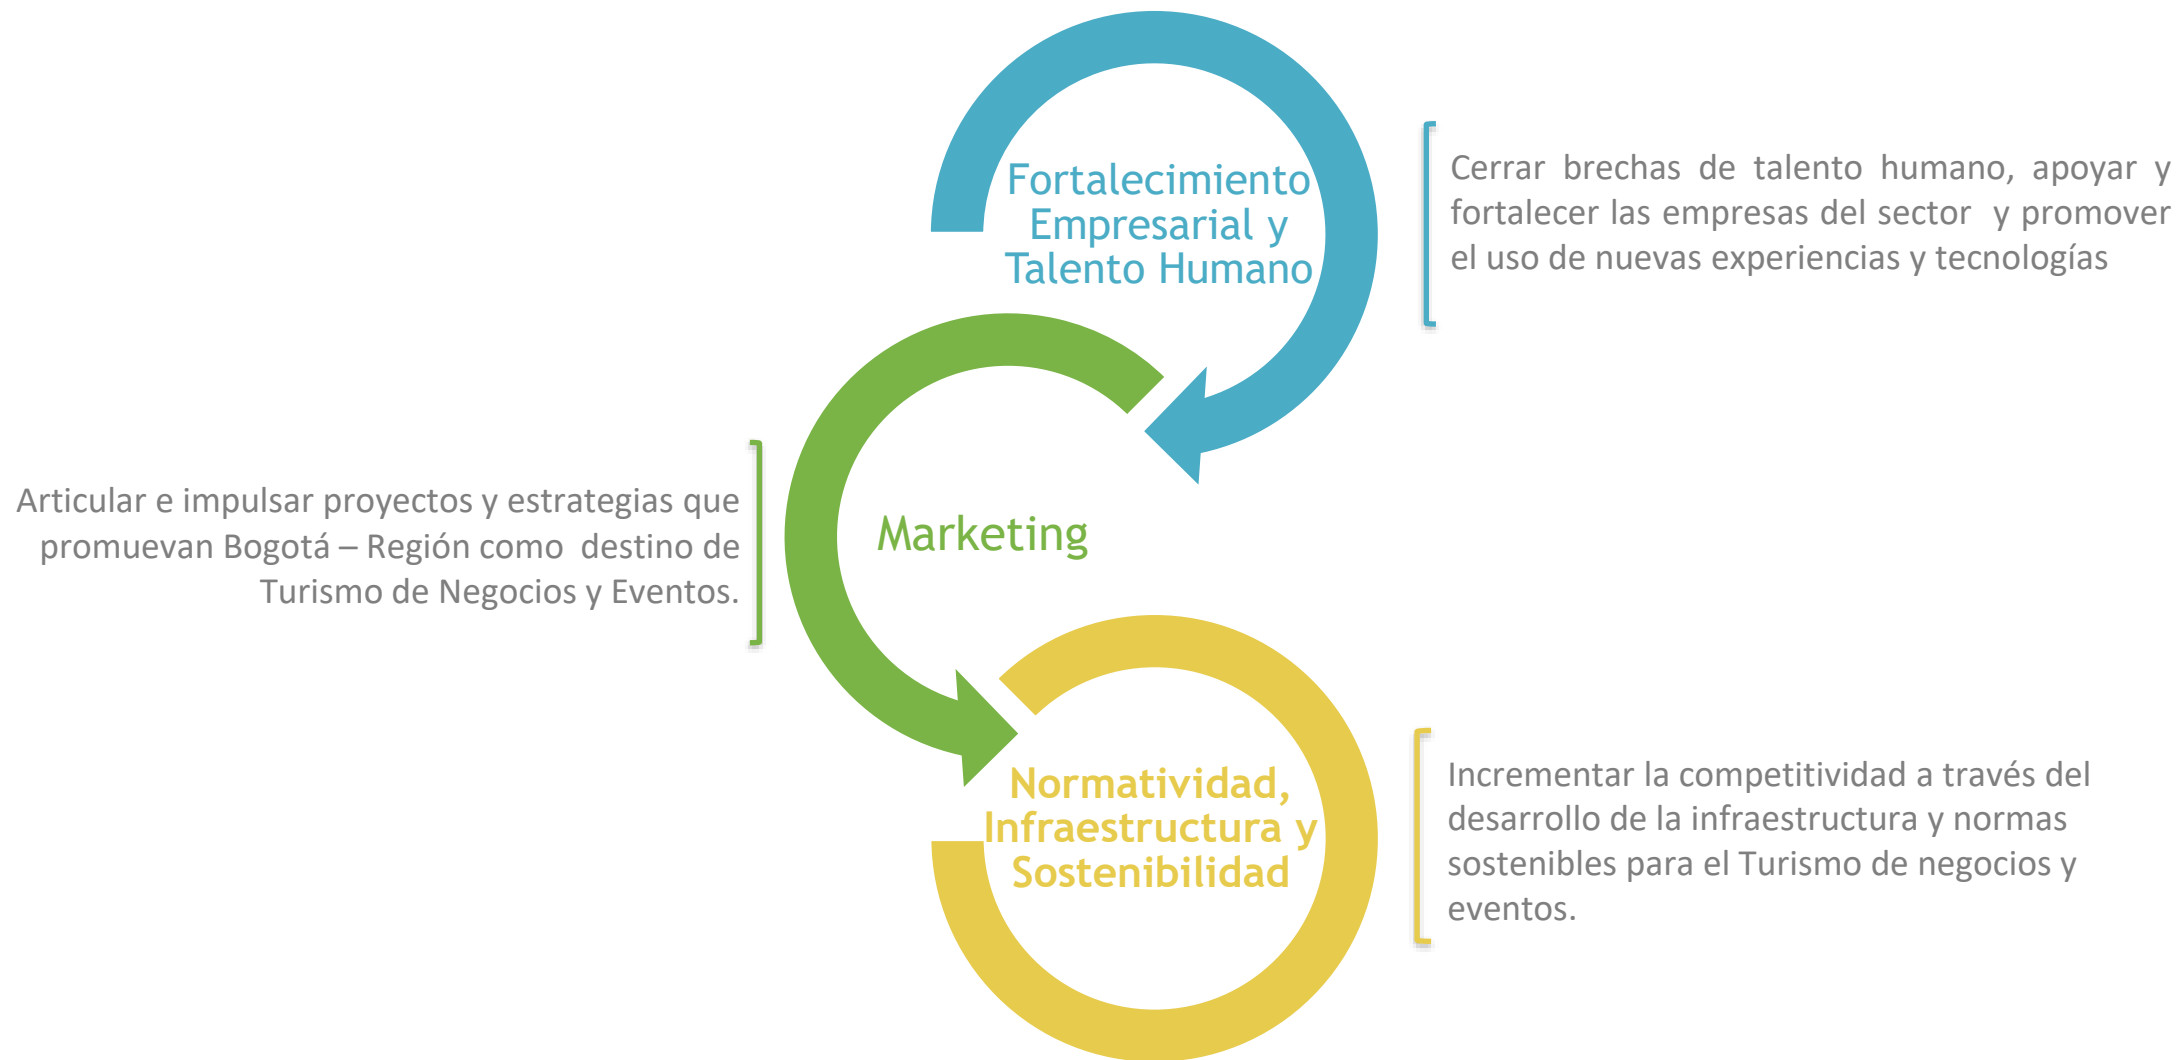 Fortalecimiento
Empresarial y
Talento Humano
Cerrar brechas de talento humano, apoyar y
fortalecer las empresas del sector y promover
el uso de nuevas experiencias y tecnologías
Articular e impulsar proyectos y estrategias que
promuevan Bogotá – Región como destino de
Turismo de Negocios y Eventos.
Marketing
Normatividad,
Infraestructura y
Sostenibilidad
Incrementar la competitividad a través del
desarrollo de la infraestructura y normas
sostenibles para el Turismo de negocios y
eventos.